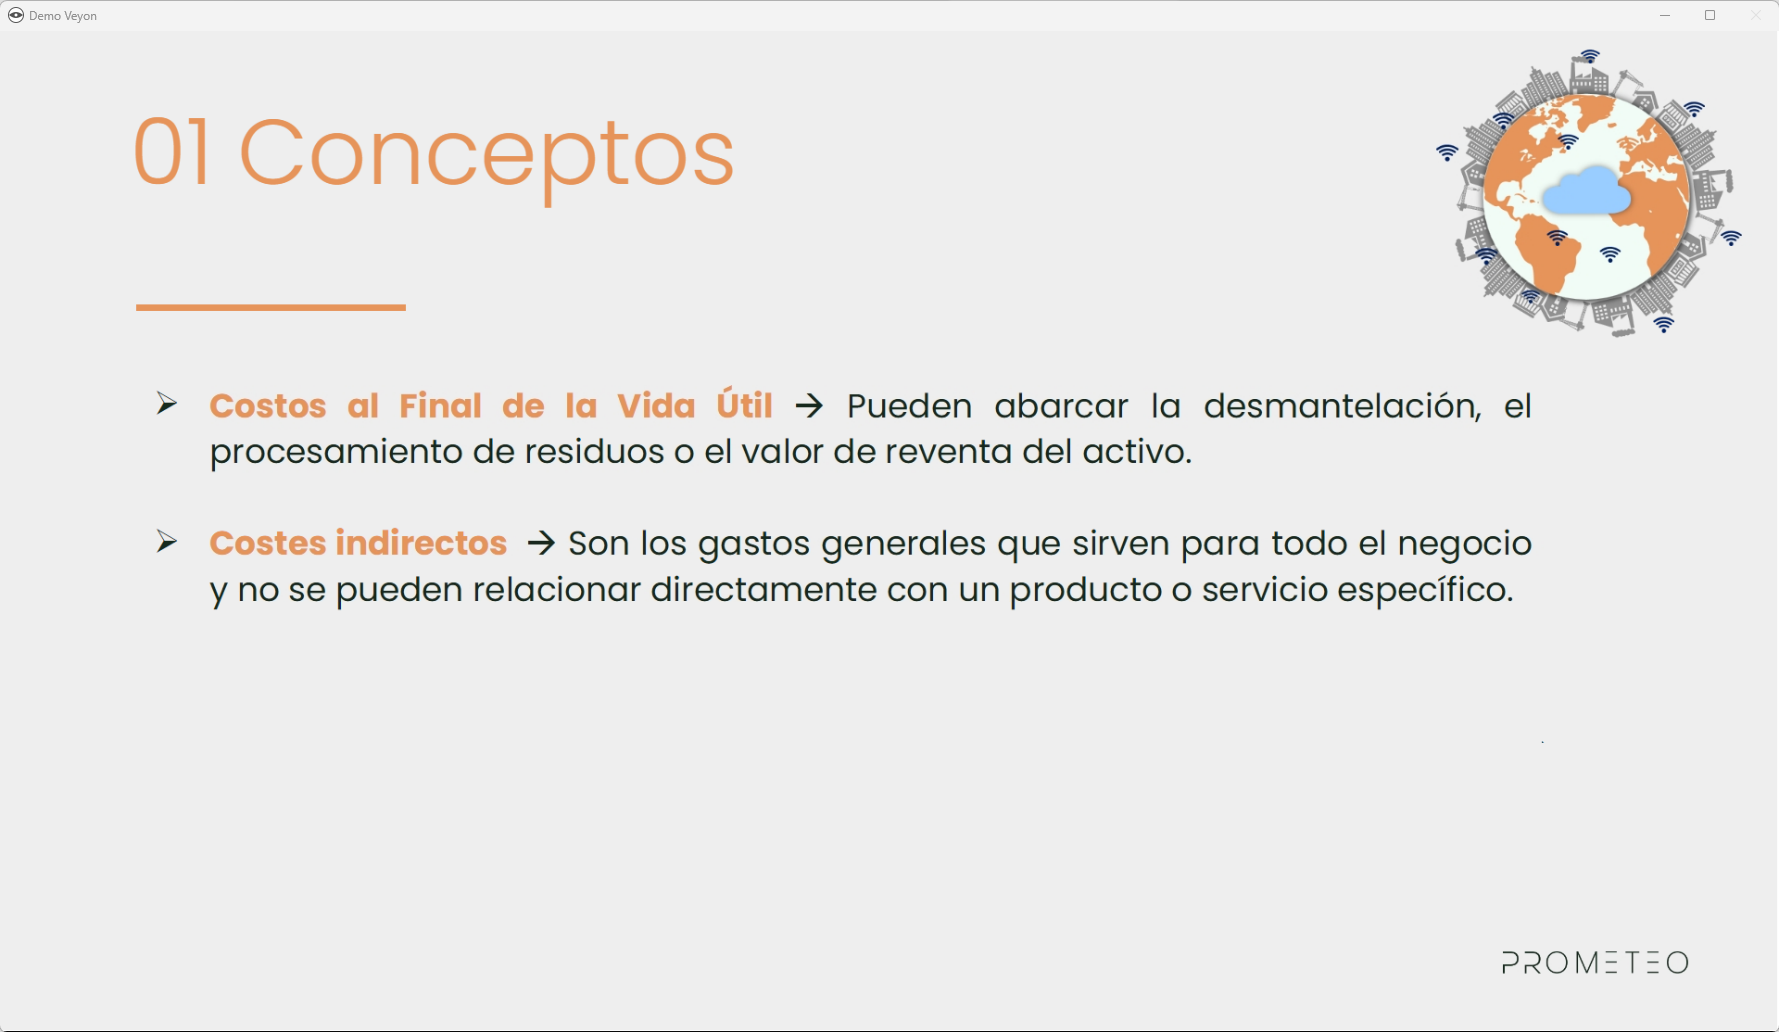 Demo Veyon
01 Conceptos
➢ Costos al Final de la Vida Útil → Pueden abarcar la desmantelación, el
procesamiento de residuos o el valor de reventa del activo.
➢ Costes indirectos → Son los gastos generales que sirven para todo el negocio
y no se pueden relacionar directamente con un producto o servicio específico.
PROMETEO